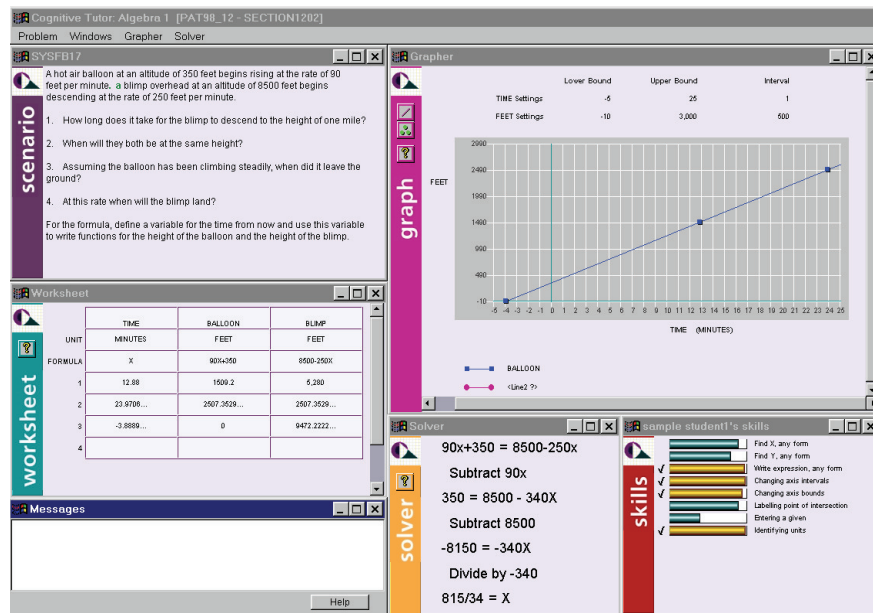 Cognitive Tutor: Algebra 1 [PAT98_12 - SECTION1202]
Problem Windows Grapher Solver
SYSFB17
scenario
A hot air balloon at an altitude of 350 feet begins rising at the rate of 90
feet per minute. a blimp overhead at an altitude of 8500 feet begins
descending at the rate of 250 feet per minute.
1. How long does it take for the blimp to descend to the height of one mile?
2. When will they both be at the same height?
3. Assuming the balloon has been climbing steadily, when did it leave the
ground?
4. At this rate when will the blimp land?
For the formula, define a variable for the time from now and use this variable
to write functions for the height of the balloon and the height of the blimp.
Grapher
graph
Lower Bound Upper Bound Interval
TIME Settings -5 25 1
FEET Settings -10 3,000 500
FEET
2990
2490
1990
1490
990
490
-10
-5 -4 -3 -2 -1 0 1 2 3 4 5 6 7 8 9 10 11 12 13 14 15 16 17 18 19 20 21 22 23 24 25
TIME (MINUTES)
BALLOON
<Line2 ?>
Worksheet
worksheet
TIME BALLOON BLIMP
UNIT MINUTES FEET FEET
FORMULA X 90X+350 8500-250X
1 12.88 1509.2 5,280
2 23.9706... 2507.3529... 2507.3529...
3 -3.8889... 0 9472.2222...
4
Messages
Help
Solver
solver
90x+350 = 8500-250x
Subtract 90x
350 = 8500 - 340X
Subtract 8500
-8150 = -340X
Divide by -340
815/34 = X
sample student1's skills
skills
Find X, any form
Find Y, any form
√ Write expression, any form
√ Changing axis intervals
√ Changing axis bounds
Labelling point of intersection
Entering a given
√ Identifying units